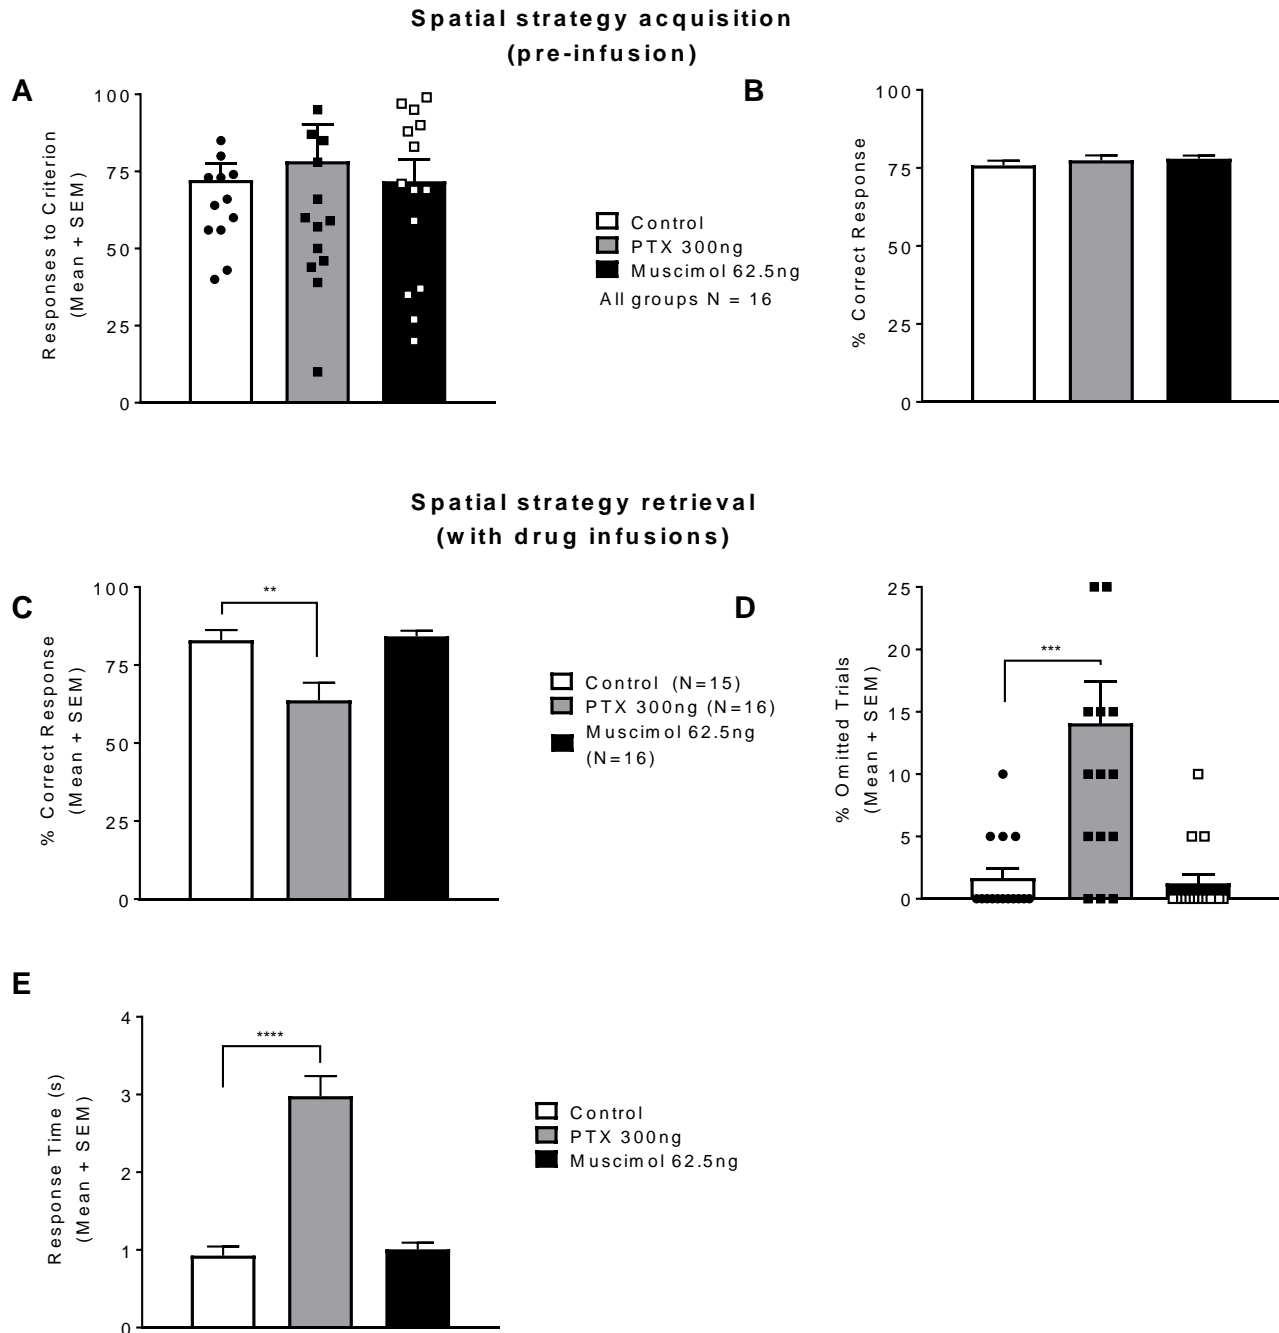 Spatial strategy acquisition
(pre-infusion)
A
B
Responses to Criterion
(Mean + SEM)
100
75
50
25
0
Control
PTX 300ng
Muscimol 62.5ng
All groups N = 16
% Correct Response
100
75
50
25
0
Spatial strategy retrieval
(with drug infusions)
C
D
% Correct Response
(Mean + SEM)
100
75
50
25
0
**
Control (N=15)
PTX 300ng (N=16)
Muscimol 62.5ng
(N=16)
% Omitted Trials
(Mean + SEM)
25
20
15
10
5
0
***
E
Response Time (s)
(Mean + SEM)
4
3
2
1
0
****
Control
PTX 300ng
Muscimol 62.5ng